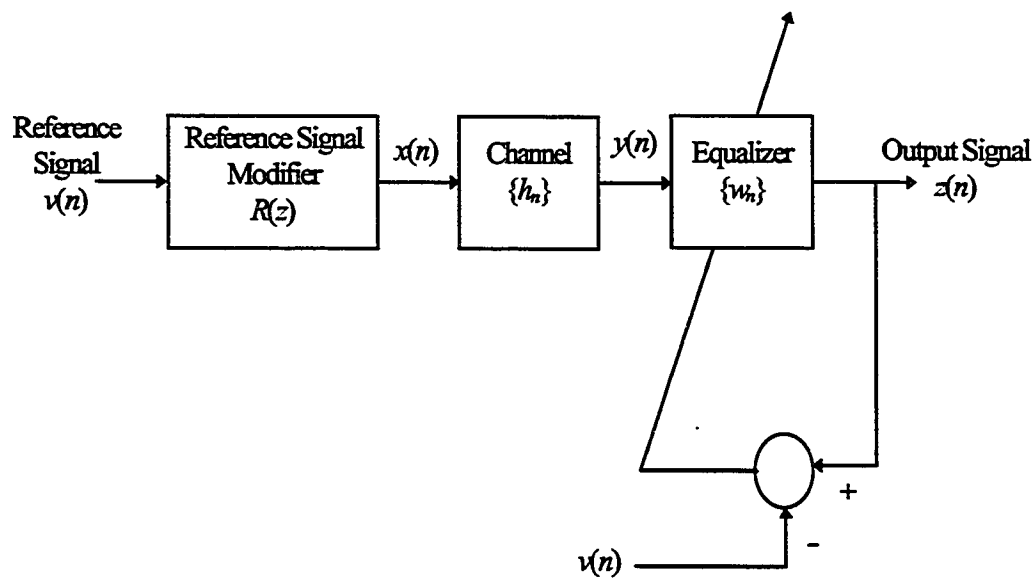 Reference
Signal
v(n)
Reference Signal
Modifier
R(z)
x(n)
Channel
{hₙ}
y(n)
Equalizer
{wₙ}
Output Signal
z(n)
+
-
v(n)